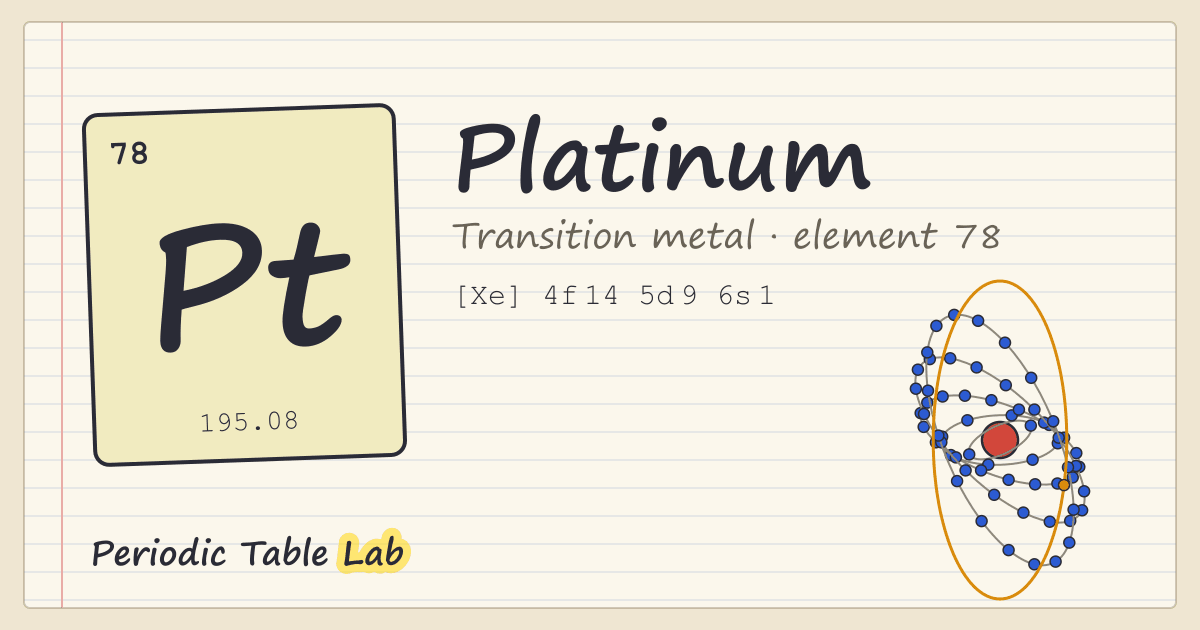 78
Pt
195.08
Platinum
Transition metal · element 78
[Xe] 4f14 5d9 6s1
Periodic Table Lab